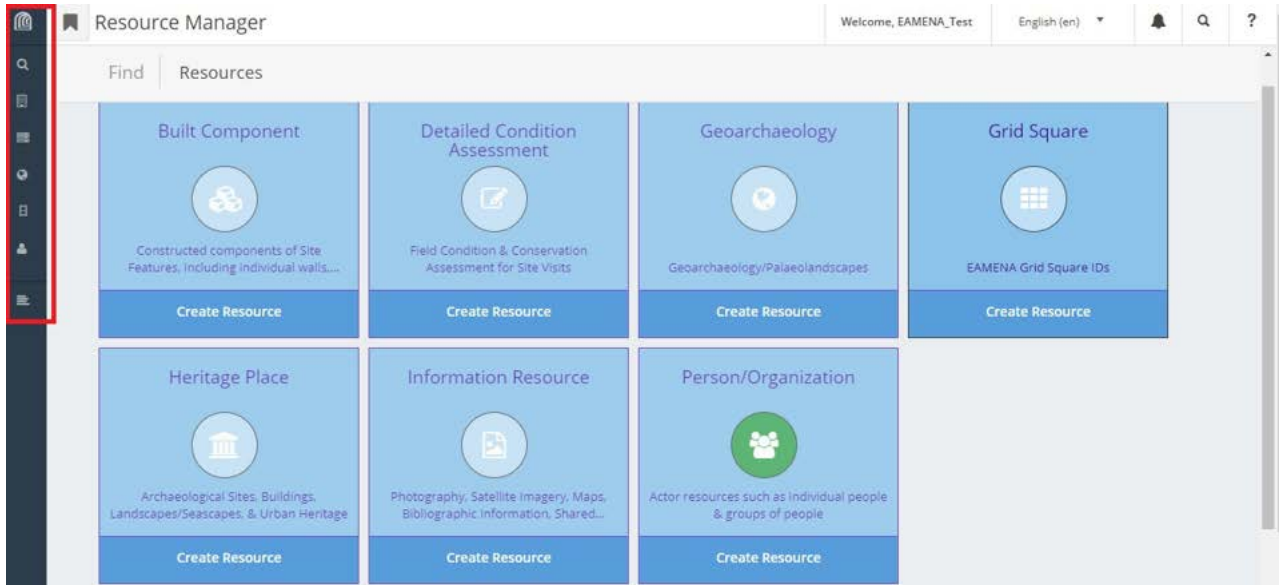 Resource Manager
Welcome, EAMENA_Test
English (en)
?
Find
Resources
Built Component
Constructed components of Site
Features, including individual walls,...
Create Resource
Detailed Condition
Assessment
Field Condition & Conservation
Assessment for Site Visits
Create Resource
Geoarchaeology
Geoarchaeology/Palaeolandscapes
Create Resource
Grid Square
EAMENA Grid Square IDs
Create Resource
Heritage Place
Archaeological Sites, Buildings,
Landscapes/Seascapes, & Urban Heritage
Create Resource
Information Resource
Photography, Satellite Imagery, Maps,
Bibliographic Information, Shared...
Create Resource
Person/Organization
Actor resources such as individual people
& groups of people
Create Resource